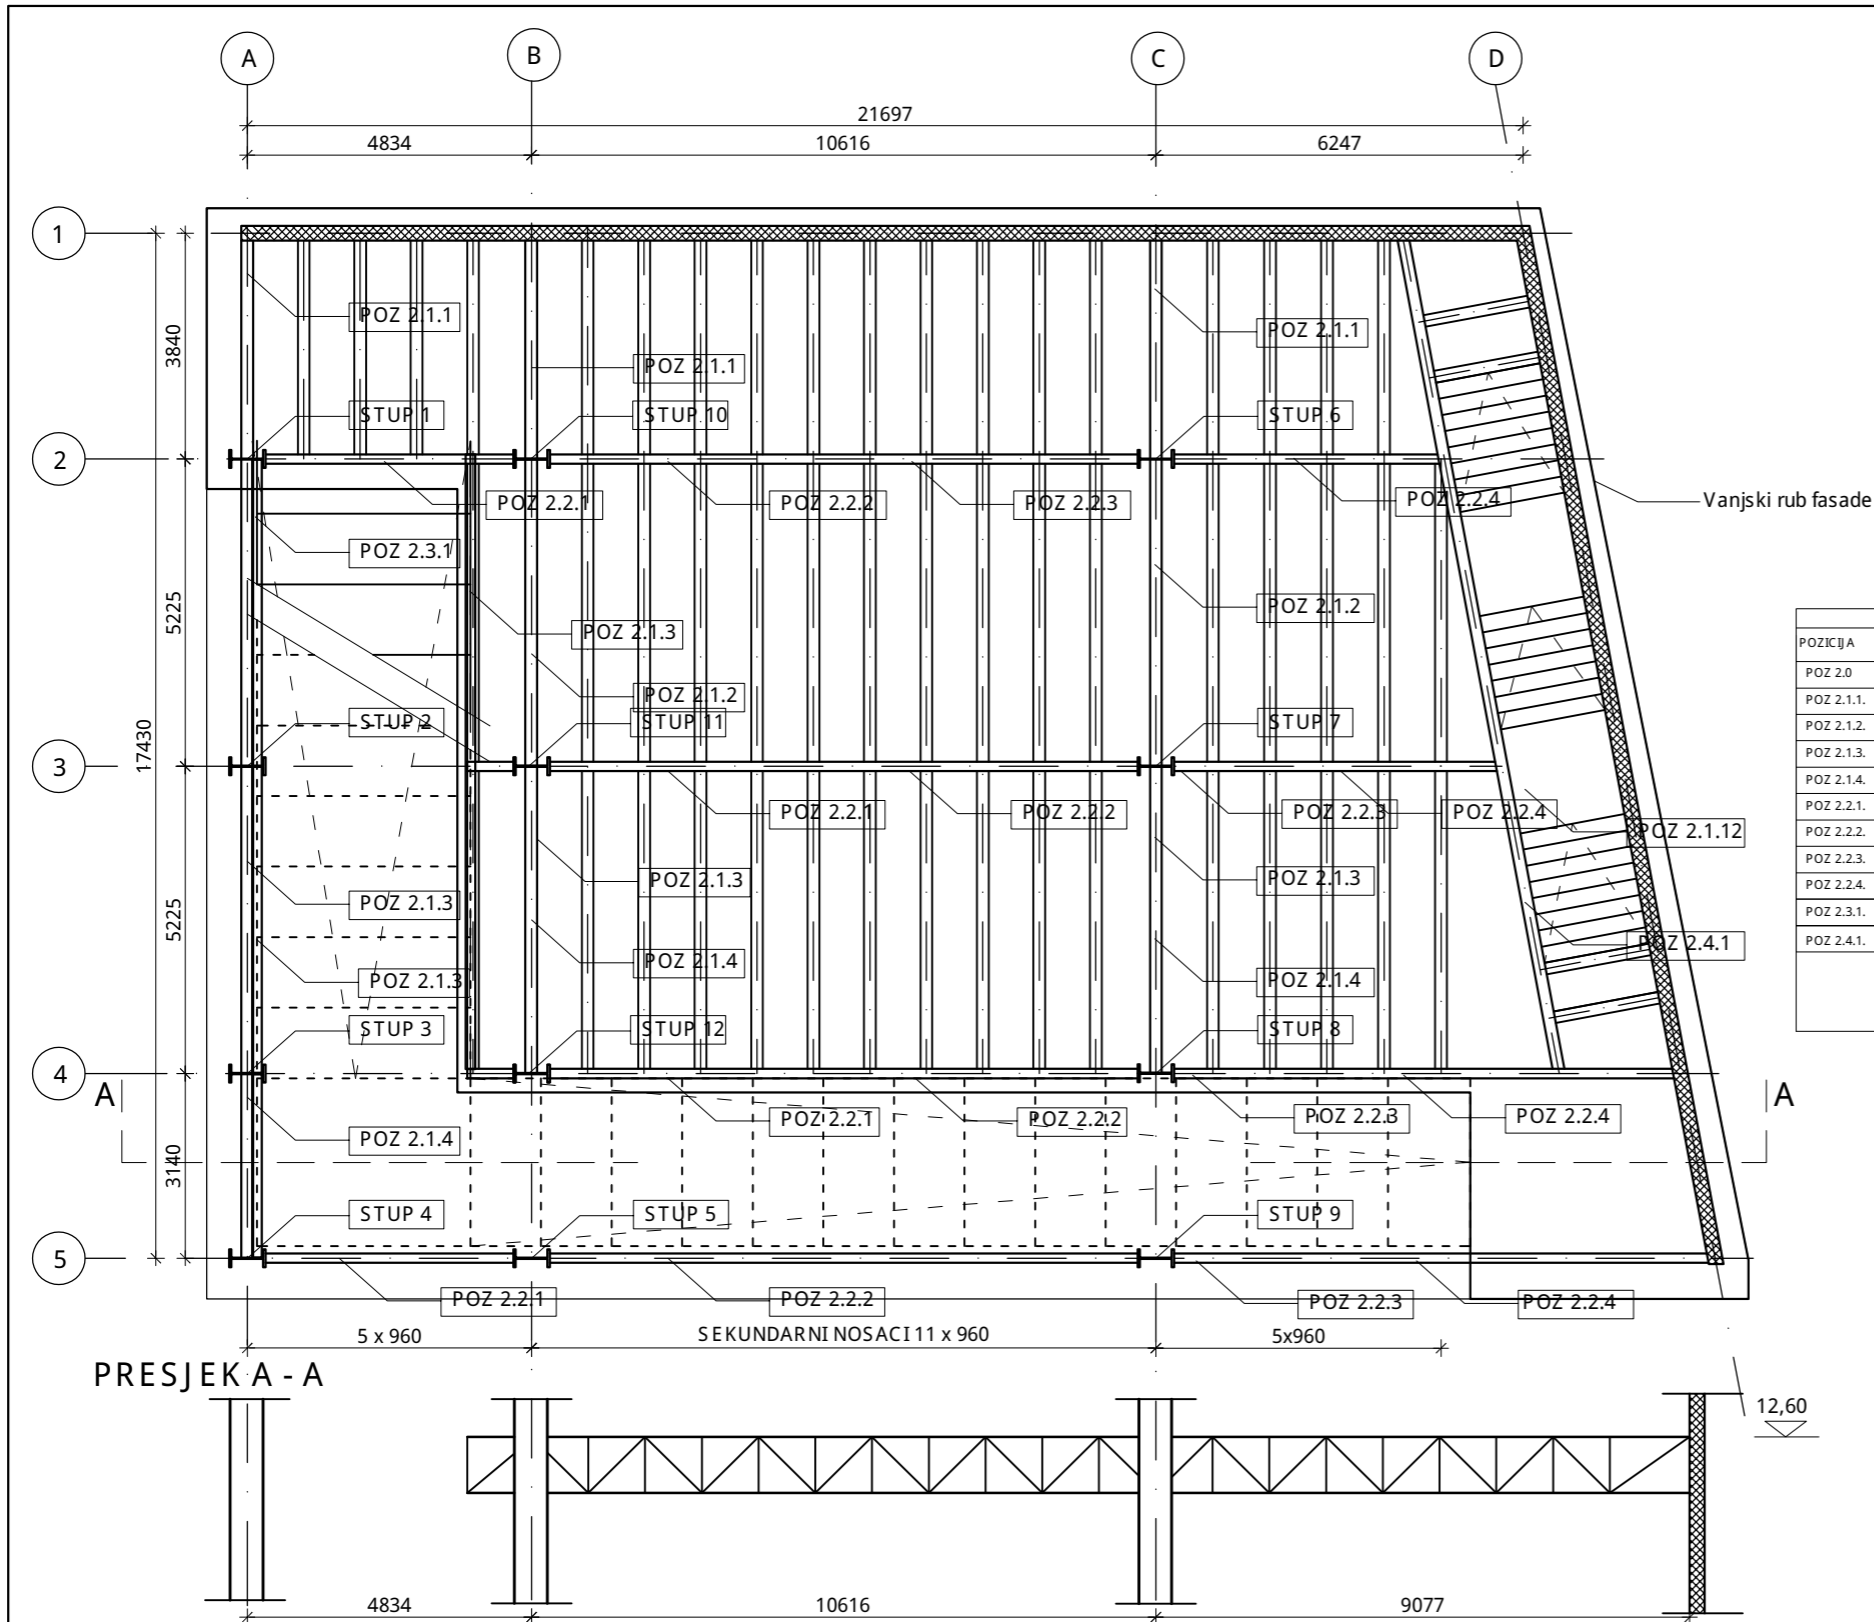 A
B
C
D
21697
4834
10616
6247
1
3840
POZ 2.1.1
POZ 2.1.1
POZ 2.1.1
STUP 1
STUP 10
STUP 6
2
POZ 2.2.1
POZ 2.2.2
POZ 2.2.3
POZ 2.2.4
Vanjski rub fasade
POZ 2.3.1
5225
POZ 2.1.2
POZ 2.1.3
POZ 2.1.2
17430
STUP 2
STUP 11
STUP 7
3
POZ 2.2.1
POZ 2.2.2
POZ 2.2.3
POZ 2.2.4
POZ 2.1.12
POZ 2.1.3
POZ 2.1.3
POZ 2.1.3
5225
POZ 2.4.1
POZ 2.1.4
POZ 2.1.3
POZ 2.1.4
STUP 3
STUP 12
STUP 8
4
A
A
POZ 2.2.1
POZ 2.2.2
POZ 2.2.3
POZ 2.2.4
POZ 2.1.4
3140
STUP 4
STUP 5
STUP 9
5
POZ 2.2.1
POZ 2.2.2
POZ 2.2.3
POZ 2.2.4
5 x 960
SEKUNDARNI NOSACI 11 x 960
5x960
POZICIJA
POZ 2.0
POZ 2.1.1.
POZ 2.1.2.
POZ 2.1.3.
POZ 2.1.4.
POZ 2.2.1.
POZ 2.2.2.
POZ 2.2.3.
POZ 2.2.4.
POZ 2.3.1.
POZ 2.4.1.
PRESJEK A - A
12,60
4834
10616
9077